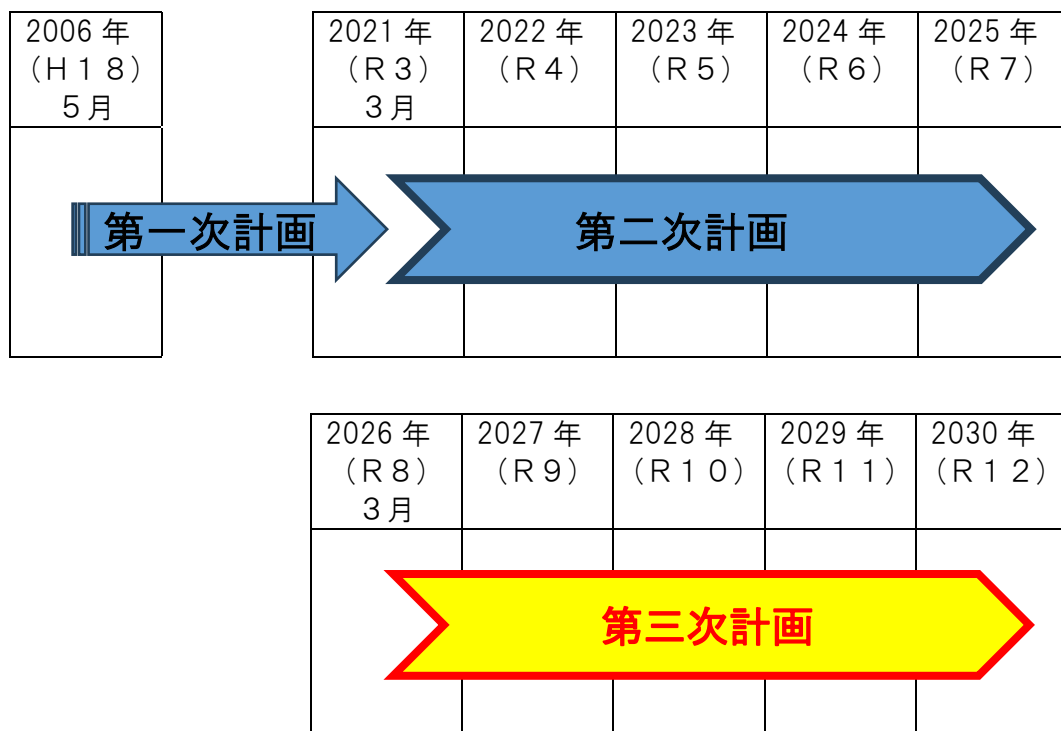 2006 年
（Ｈ１８）
５月
2021 年
（Ｒ３）
３月
2022 年
（Ｒ４）
2023 年
（Ｒ５）
2024 年
（Ｒ６）
2025 年
（Ｒ７）
第一次計画
第二次計画
2026 年
（Ｒ８）
３月
2027 年
（Ｒ９）
2028 年
（Ｒ１０）
2029 年
（Ｒ１１）
2030 年
（Ｒ１２）
第三次計画